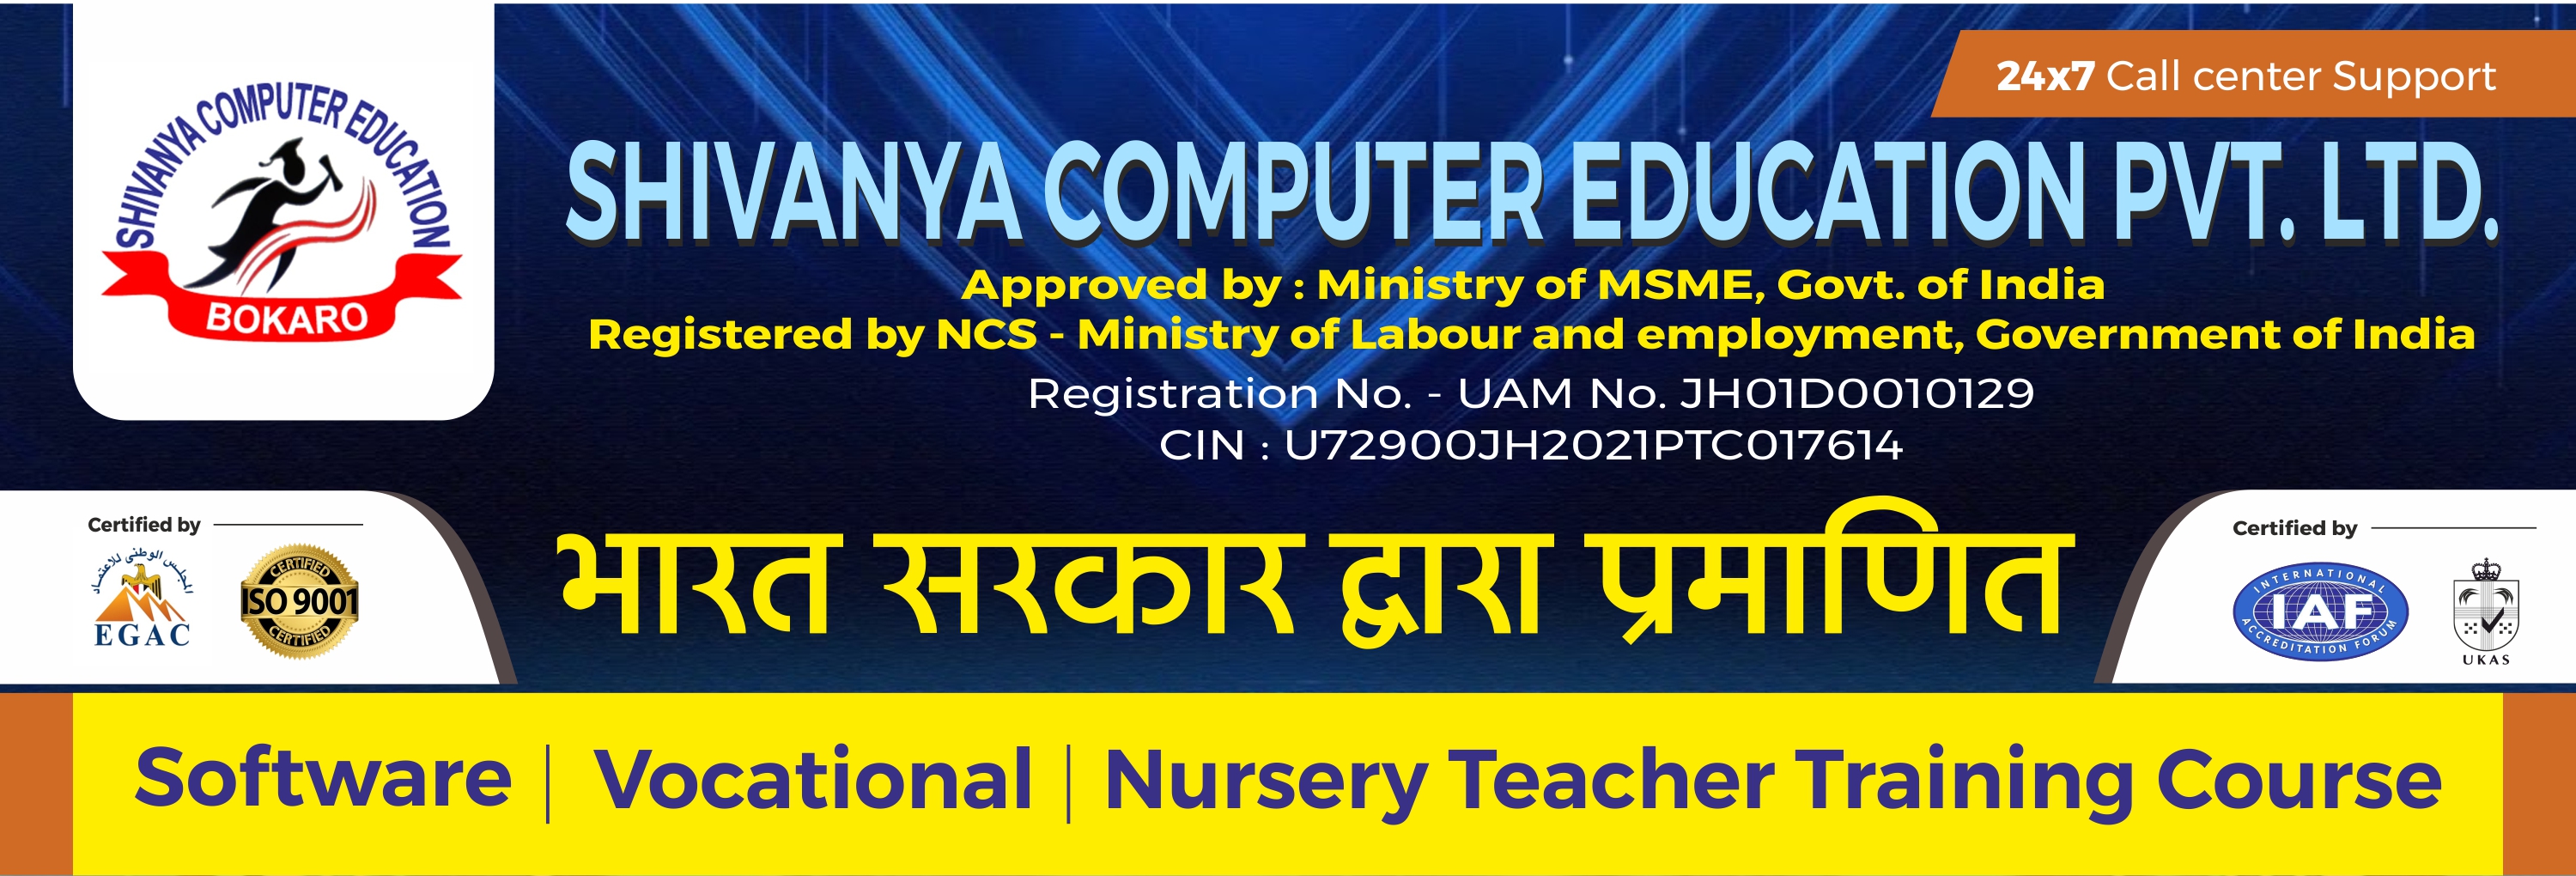 24x7 Call center Support
SHIVANYA COMPUTER EDUCATION
BOKARO
SHIVANYA COMPUTER EDUCATION PVT. LTD.
Approved by : Ministry of MSME, Govt. of India
Registered by NCS - Ministry of Labour and employment, Government of India
Registration No. - UAM No. JH01D0010129
CIN : U72900JH2021PTC017614
भारत सरकार द्वारा प्रमाणित
Certified by
المجلس الوطنى للاعتماد
EGAC
CERTIFIED
ISO 9001
CERTIFIED
Certified by
INTERNATIONAL
IAF
ACCREDITATION FORUM
UKAS
Software | Vocational | Nursery Teacher Training Course